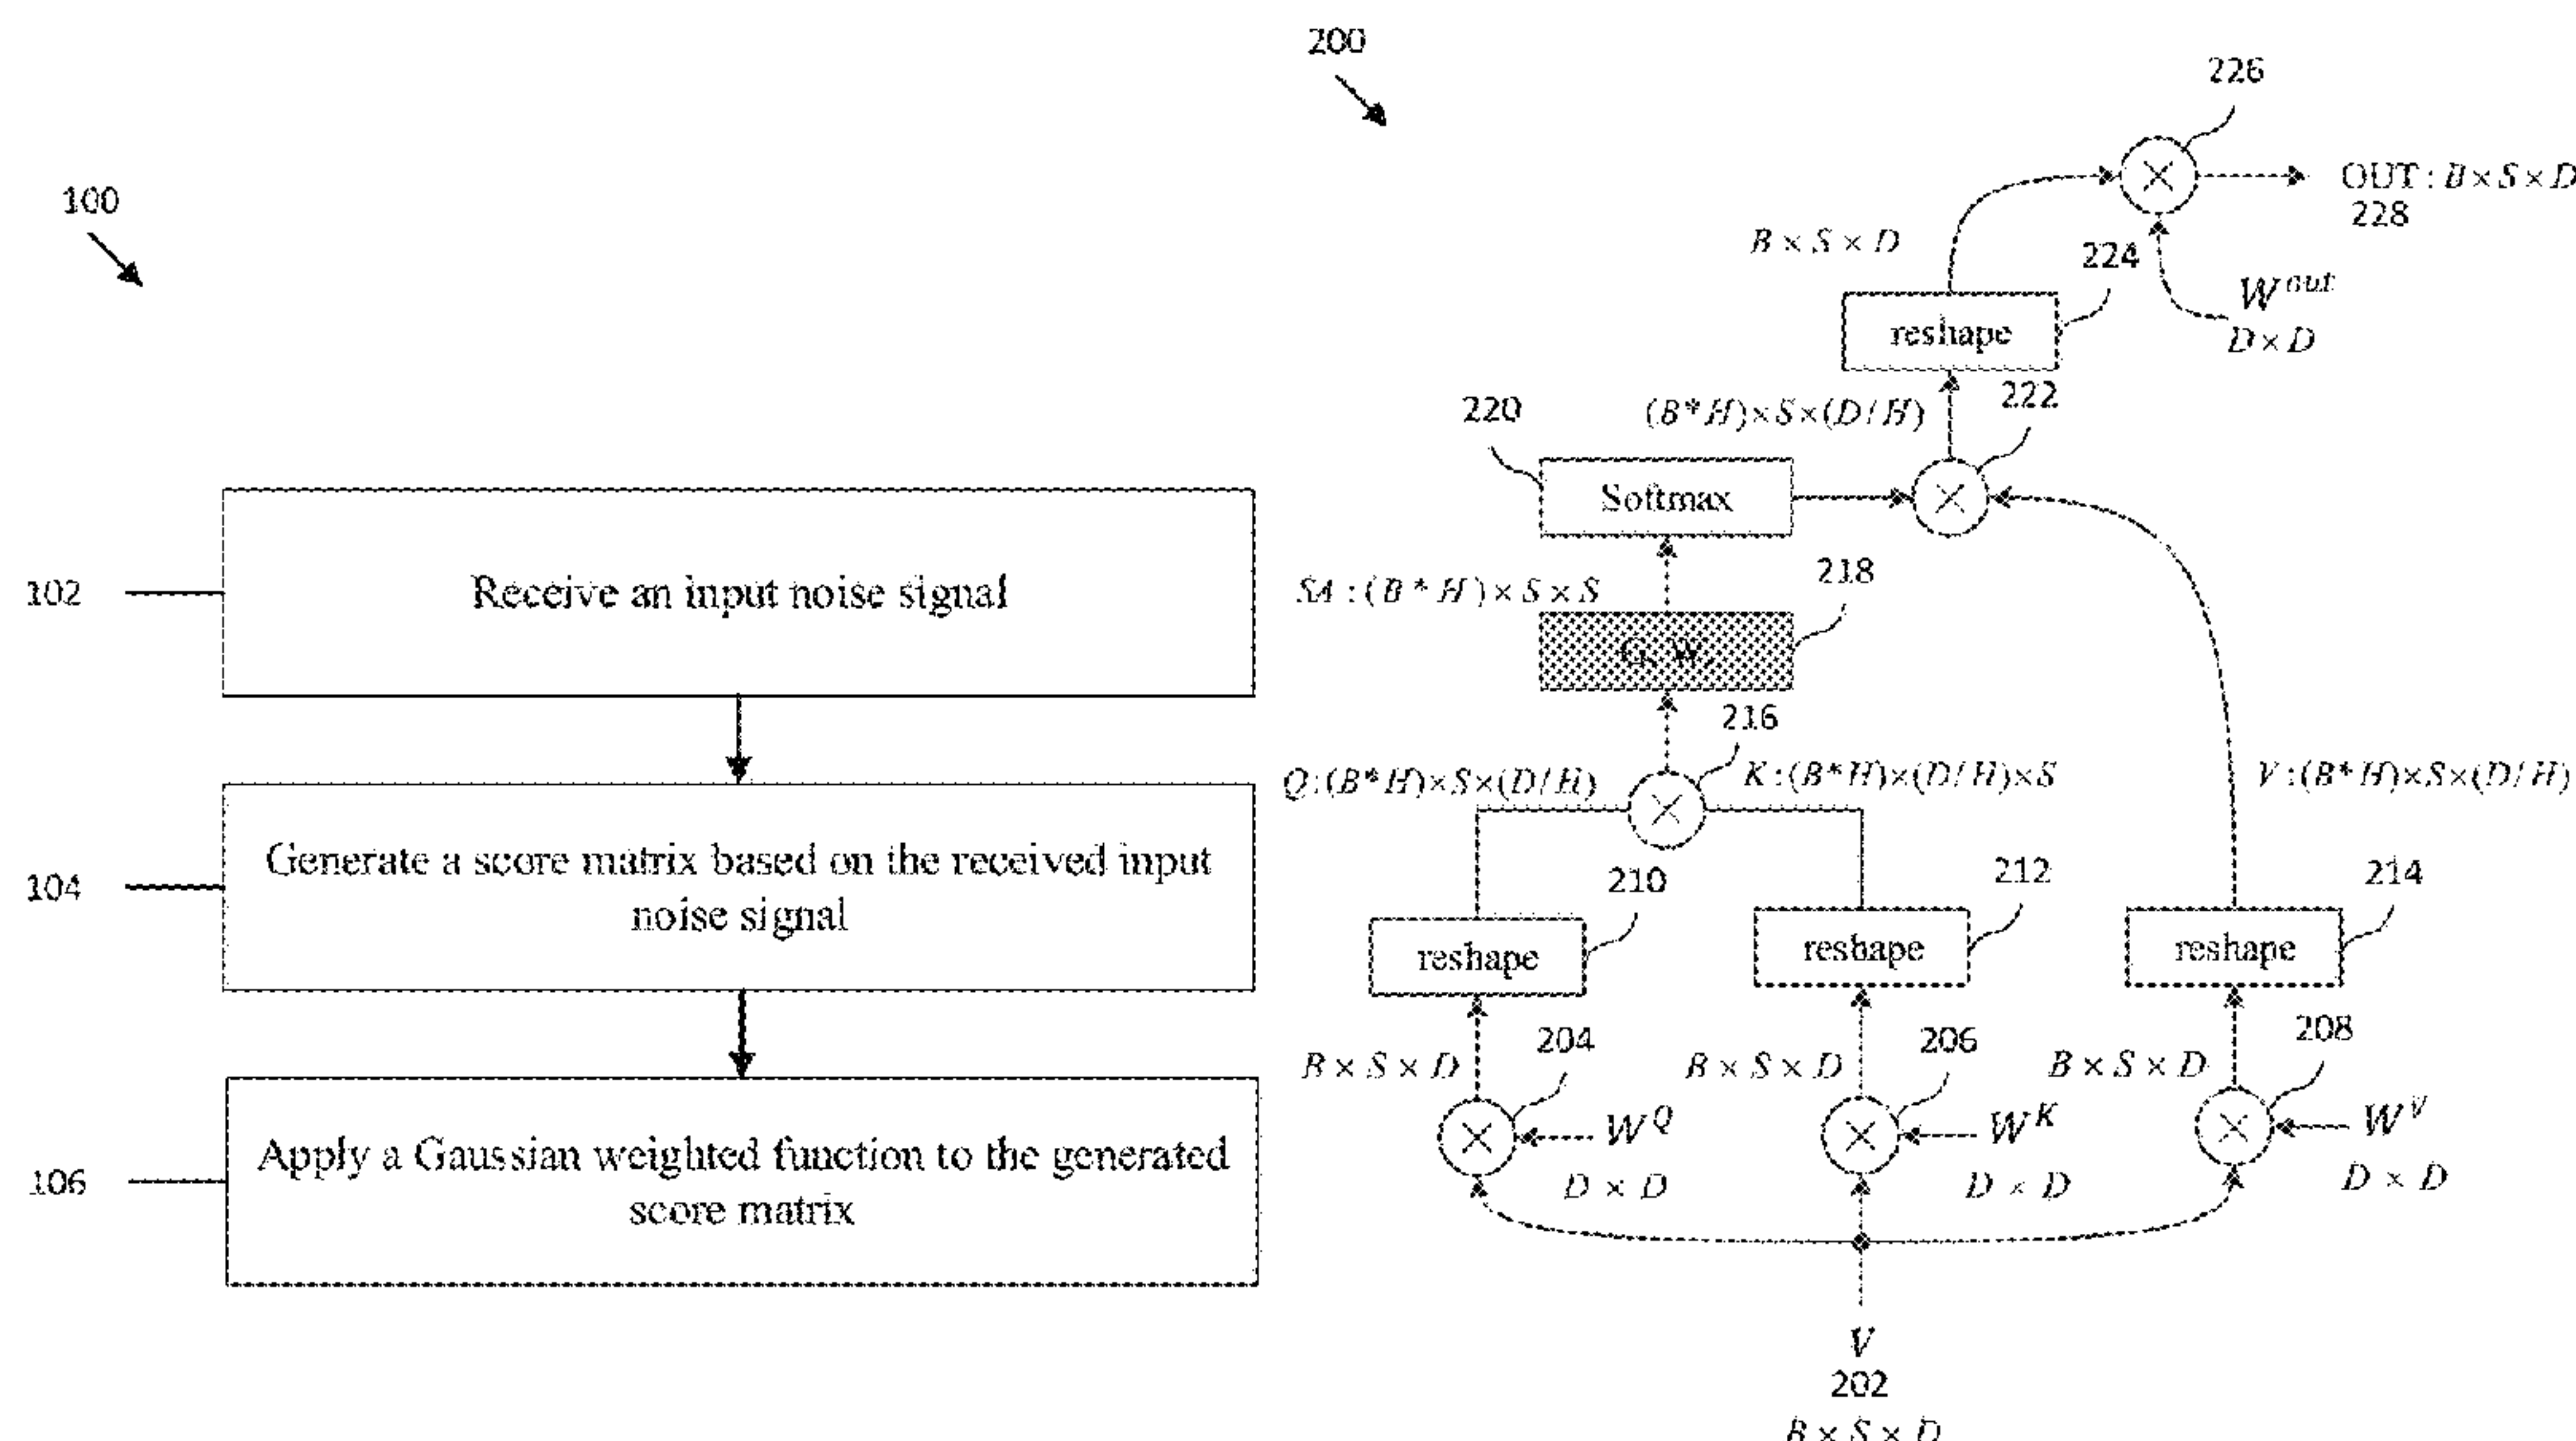 100
102
Receive an input noise signal
104
Generate a score matrix based on the received input
noise signal
106
Apply a Gaussian weighted function to the generated
score matrix
200
226
OUT : B×S×D
228
B × S × D
224
W^out
D×D
reshape
220
(B*H)×S×(D/H)
222
Softmax
SA : (B * H) × S × S
218
G. W.
216
Q:(B*H)×S×(D/H)
K:(B*H)×(D/H)×S
V:(B*H)×S×(D/H)
210
212
214
reshape
reshape
reshape
204
206
208
B × S × D
B × S × D
B × S × D
W^Q
W^K
W^V
D × D
D × D
D × D
V
202
B × S × D